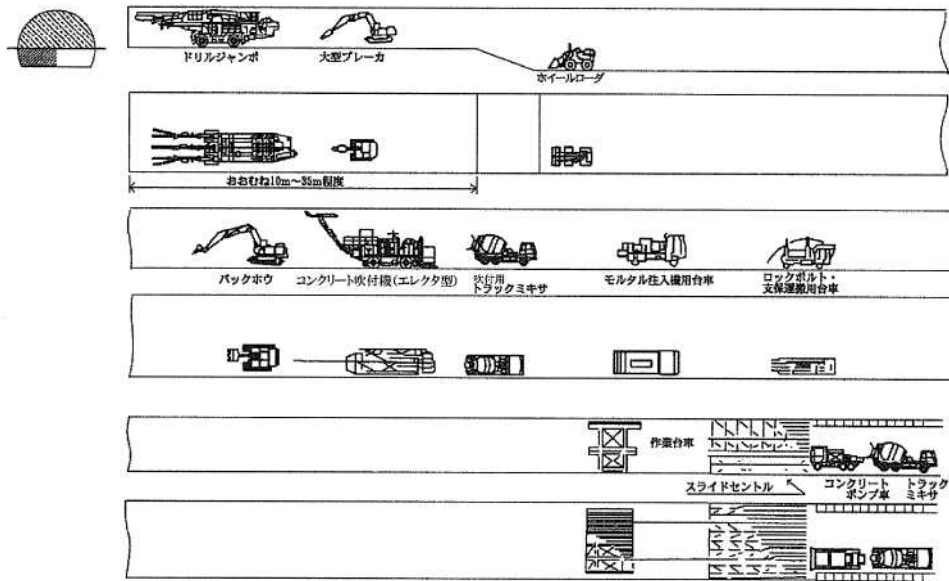 ドリルジャンボ
大型ブレーカ
ホイールローダ
おおむね10m～35m程度
バックホウ
コンクリート吹付機(エレクタ型)
吹付用
トラックミキサ
モルタル注入機用台車
ロックボルト・
支保運搬用台車
作業台車
スライドセントル
コンクリート
ポンプ車
トラック
ミキサ